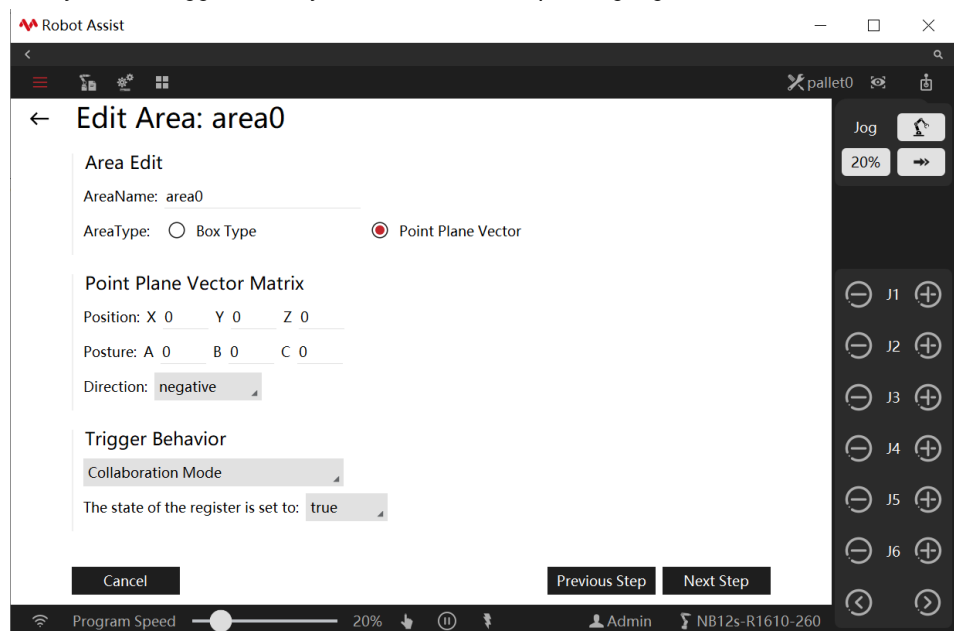 Robot Assist
pallet0
Edit Area: area0
Jog
20%
Area Edit
AreaName: area0
AreaType: Box Type Point Plane Vector
Point Plane Vector Matrix
Position: X 0 Y 0 Z 0
Posture: A 0 B 0 C 0
Direction: negative
Trigger Behavior
Collaboration Mode
The state of the register is set to: true
J1
J2
J3
J4
J5
J6
Cancel Previous Step Next Step
Program Speed 20% Admin NB12s-R1610-260